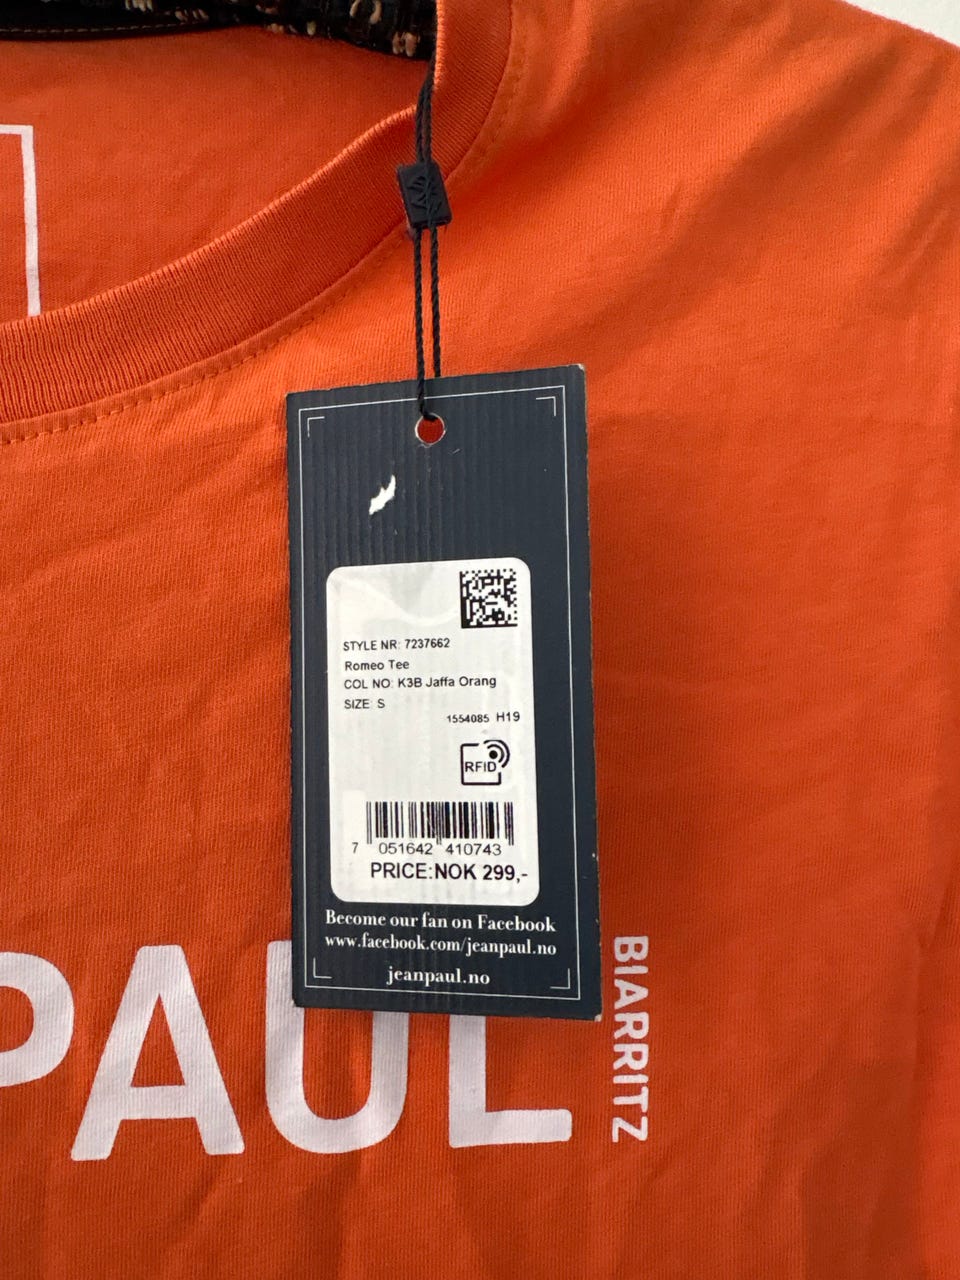 STYLE NR: 7237662
Romeo Tee
COL NO: K3B Jaffa Orang
SIZE: S
1554085 H19
RFID
7 051642 410743
PRICE:NOK 299,-
Become our fan on Facebook
www.facebook.com/jeanpaul.no
jeanpaul.no
PAUL
BIARRITZ